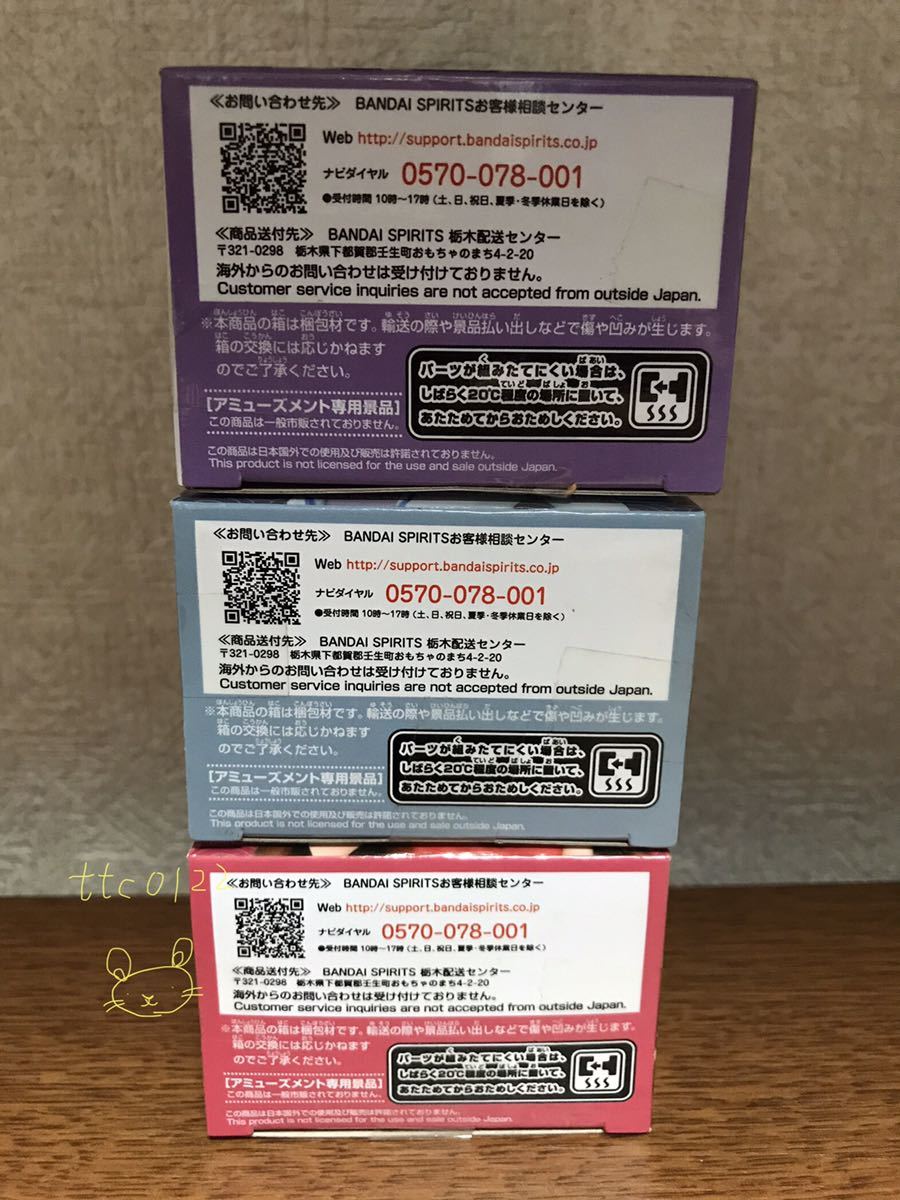 ≪お問い合わせ先≫ BANDAI SPIRITSお客様相談センター
Web http://support.bandaispirits.co.jp
ナビダイヤル 0570-078-001
●受付時間 10時～17時 (土、日、祝日、夏季・冬季休業日を除く)
≪商品送付先≫ BANDAI SPIRITS 栃木配送センター
〒321-0298 栃木県下都賀郡壬生町おもちゃのまち4-2-20
海外からのお問い合わせは受け付けておりません。
Customer service inquiries are not accepted from outside Japan.
※本商品の箱は梱包材です。輸送の際や景品払い出しなどで傷や凹みが生じます。
箱の交換には応じかねます
のでご了承ください。
パーツが組みたてにくい場合は、
しばらく20℃程度の場所に置いて、
あたためてからおためしください。
[アミューズメント専用景品]
この商品は一般市販されておりません。
この商品は日本国外での使用及び販売は許諾されておりません。
This product is not licensed for the use and sale outside Japan.
≪お問い合わせ先≫ BANDAI SPIRITSお客様相談センター
Web http://support.bandaispirits.co.jp
ナビダイヤル 0570-078-001
●受付時間 10時～17時 (土、日、祝日、夏季・冬季休業日を除く)
≪商品送付先≫ BANDAI SPIRITS 栃木配送センター
〒321-0298 栃木県下都賀郡壬生町おもちゃのまち4-2-20
海外からのお問い合わせは受け付けておりません。
Customer service inquiries are not accepted from outside Japan.
※本商品の箱は梱包材です。輸送の際や景品払い出しなどで傷や凹みが生じます。
箱の交換には応じかねます
のでご了承ください。
パーツが組みたてにくい場合は、
しばらく20℃程度の場所に置いて、
あたためてからおためしください。
[アミューズメント専用景品]
この商品は一般市販されておりません。
この商品は日本国外での使用及び販売は許諾されておりません。
This product is not licensed for the use and sale outside Japan.
ttc0122
≪お問い合わせ先≫ BANDAI SPIRITSお客様相談センター
Web http://support.bandaispirits.co.jp
ナビダイヤル 0570-078-001
●受付時間 10時～17時 (土、日、祝日、夏季・冬季休業日を除く)
≪商品送付先≫ BANDAI SPIRITS 栃木配送センター
〒321-0298 栃木県下都賀郡壬生町おもちゃのまち4-2-20
海外からのお問い合わせは受け付けておりません。
Customer service inquiries are not accepted from outside Japan.
※本商品の箱は梱包材です。輸送の際や景品払い出しなどで傷や凹みが生じます。
箱の交換には応じかねます
のでご了承ください。
パーツが組みたてにくい場合は、
しばらく20℃程度の場所に置いて、
あたためてからおためしください。
[アミューズメント専用景品]
この商品は一般市販されておりません。
この商品は日本国外での使用及び販売は許諾されておりません。
This product is not licensed for the use and sale outside Japan.